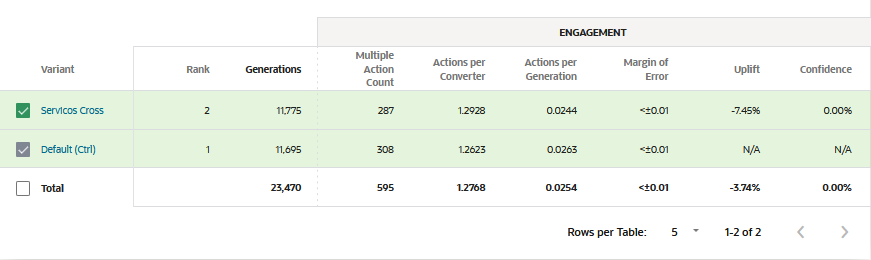 ENGAGEMENT
Variant Rank Generations Multiple Action Count Actions per Converter Actions per Generation Margin of Error Uplift Confidence
Servicos Cross 2 11,775 287 1.2928 0.0244 <±0.01 -7.45% 0.00%
Default (Ctrl) 1 11,695 308 1.2623 0.0263 <±0.01 N/A N/A
Total 23,470 595 1.2768 0.0254 <±0.01 -3.74% 0.00%
Rows per Table: 5 1-2 of 2